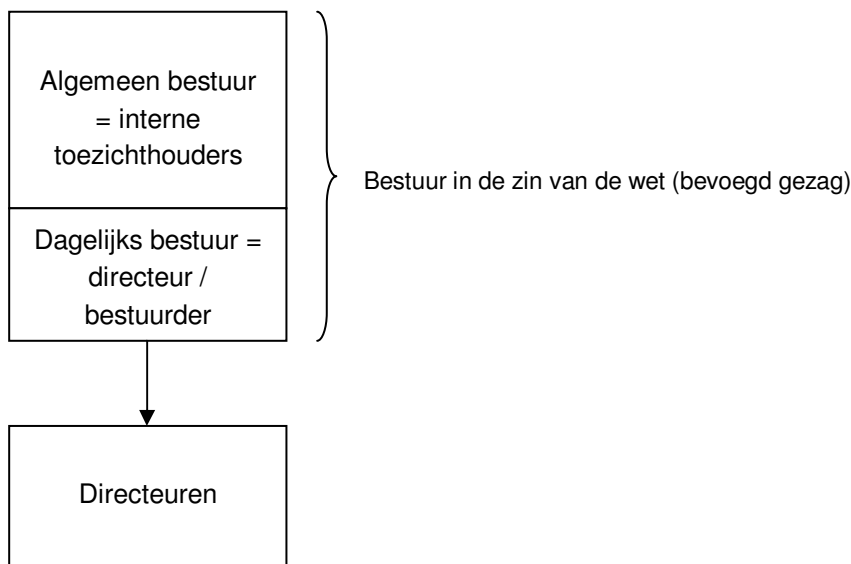 Algemeen bestuur
= interne
toezichthouders
Bestuur in de zin van de wet (bevoegd gezag)
Dagelijks bestuur =
directeur /
bestuurder
Directeuren